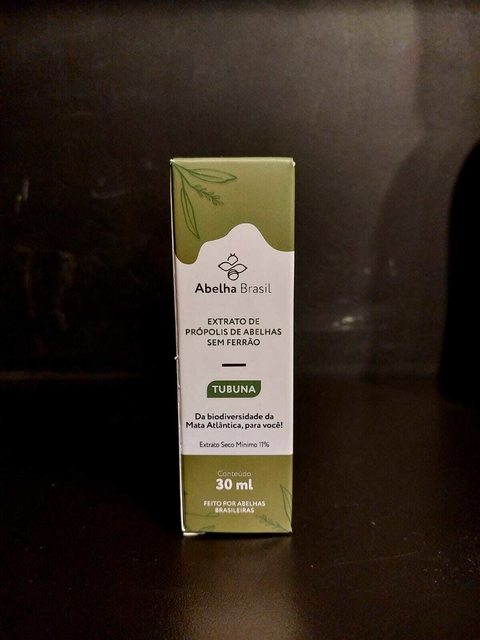 Abelha Brasil
EXTRATO DE
PRÓPOLIS DE ABELHAS
SEM FERRÃO
TUBUNA
Da biodiversidade da
Mata Atlântica, para você!
Extrato Seco Mínimo 11%
Conteúdo
30 ml
FEITO POR ABELHAS
BRASILEIRAS